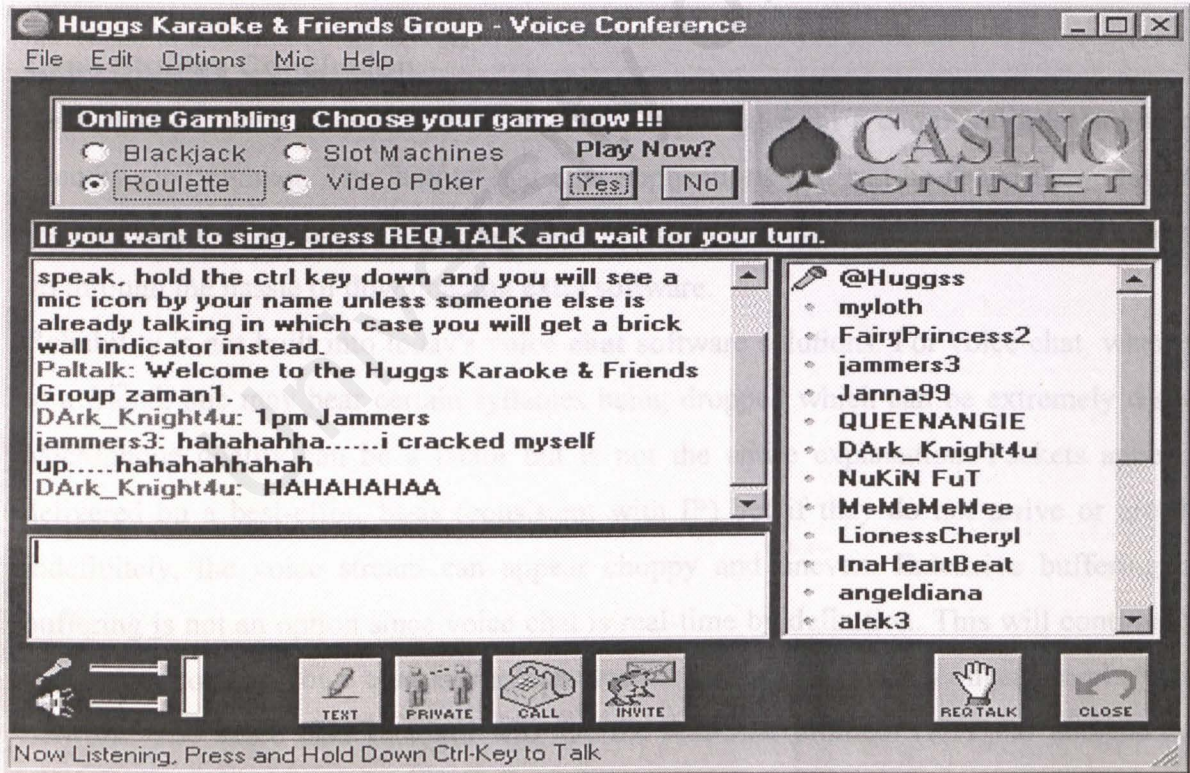 Huggs Karaoke & Friends Group - Voice Conference
File Edit Options Mic Help
Online Gambling Choose your game now !!!
Blackjack Slot Machines Play Now?
Roulette Video Poker Yes No
CASINO
ON|NET
If you want to sing, press REQ.TALK and wait for your turn.
speak, hold the ctrl key down and you will see a
mic icon by your name unless someone else is
already talking in which case you will get a brick
wall indicator instead.
Paltalk: Welcome to the Huggs Karaoke & Friends
Group zaman1.
DArk_Knight4u: 1pm Jammers
jammers3: hahahahha.....i cracked myself
up.....hahahahhahah
DArk_Knight4u: HAHAHAHAA
@Huggss
myloth
FairyPrincess2
jammers3
Janna99
QUEENANGIE
DArk_Knight4u
NuKiN FuT
MeMeMeMee
LionessCheryl
InaHeartBeat
angeldiana
alek3
TEXT PRIVATE CALL INVITE REQ TALK CLOSE
Now Listening, Press and Hold Down Ctrl-Key to Talk